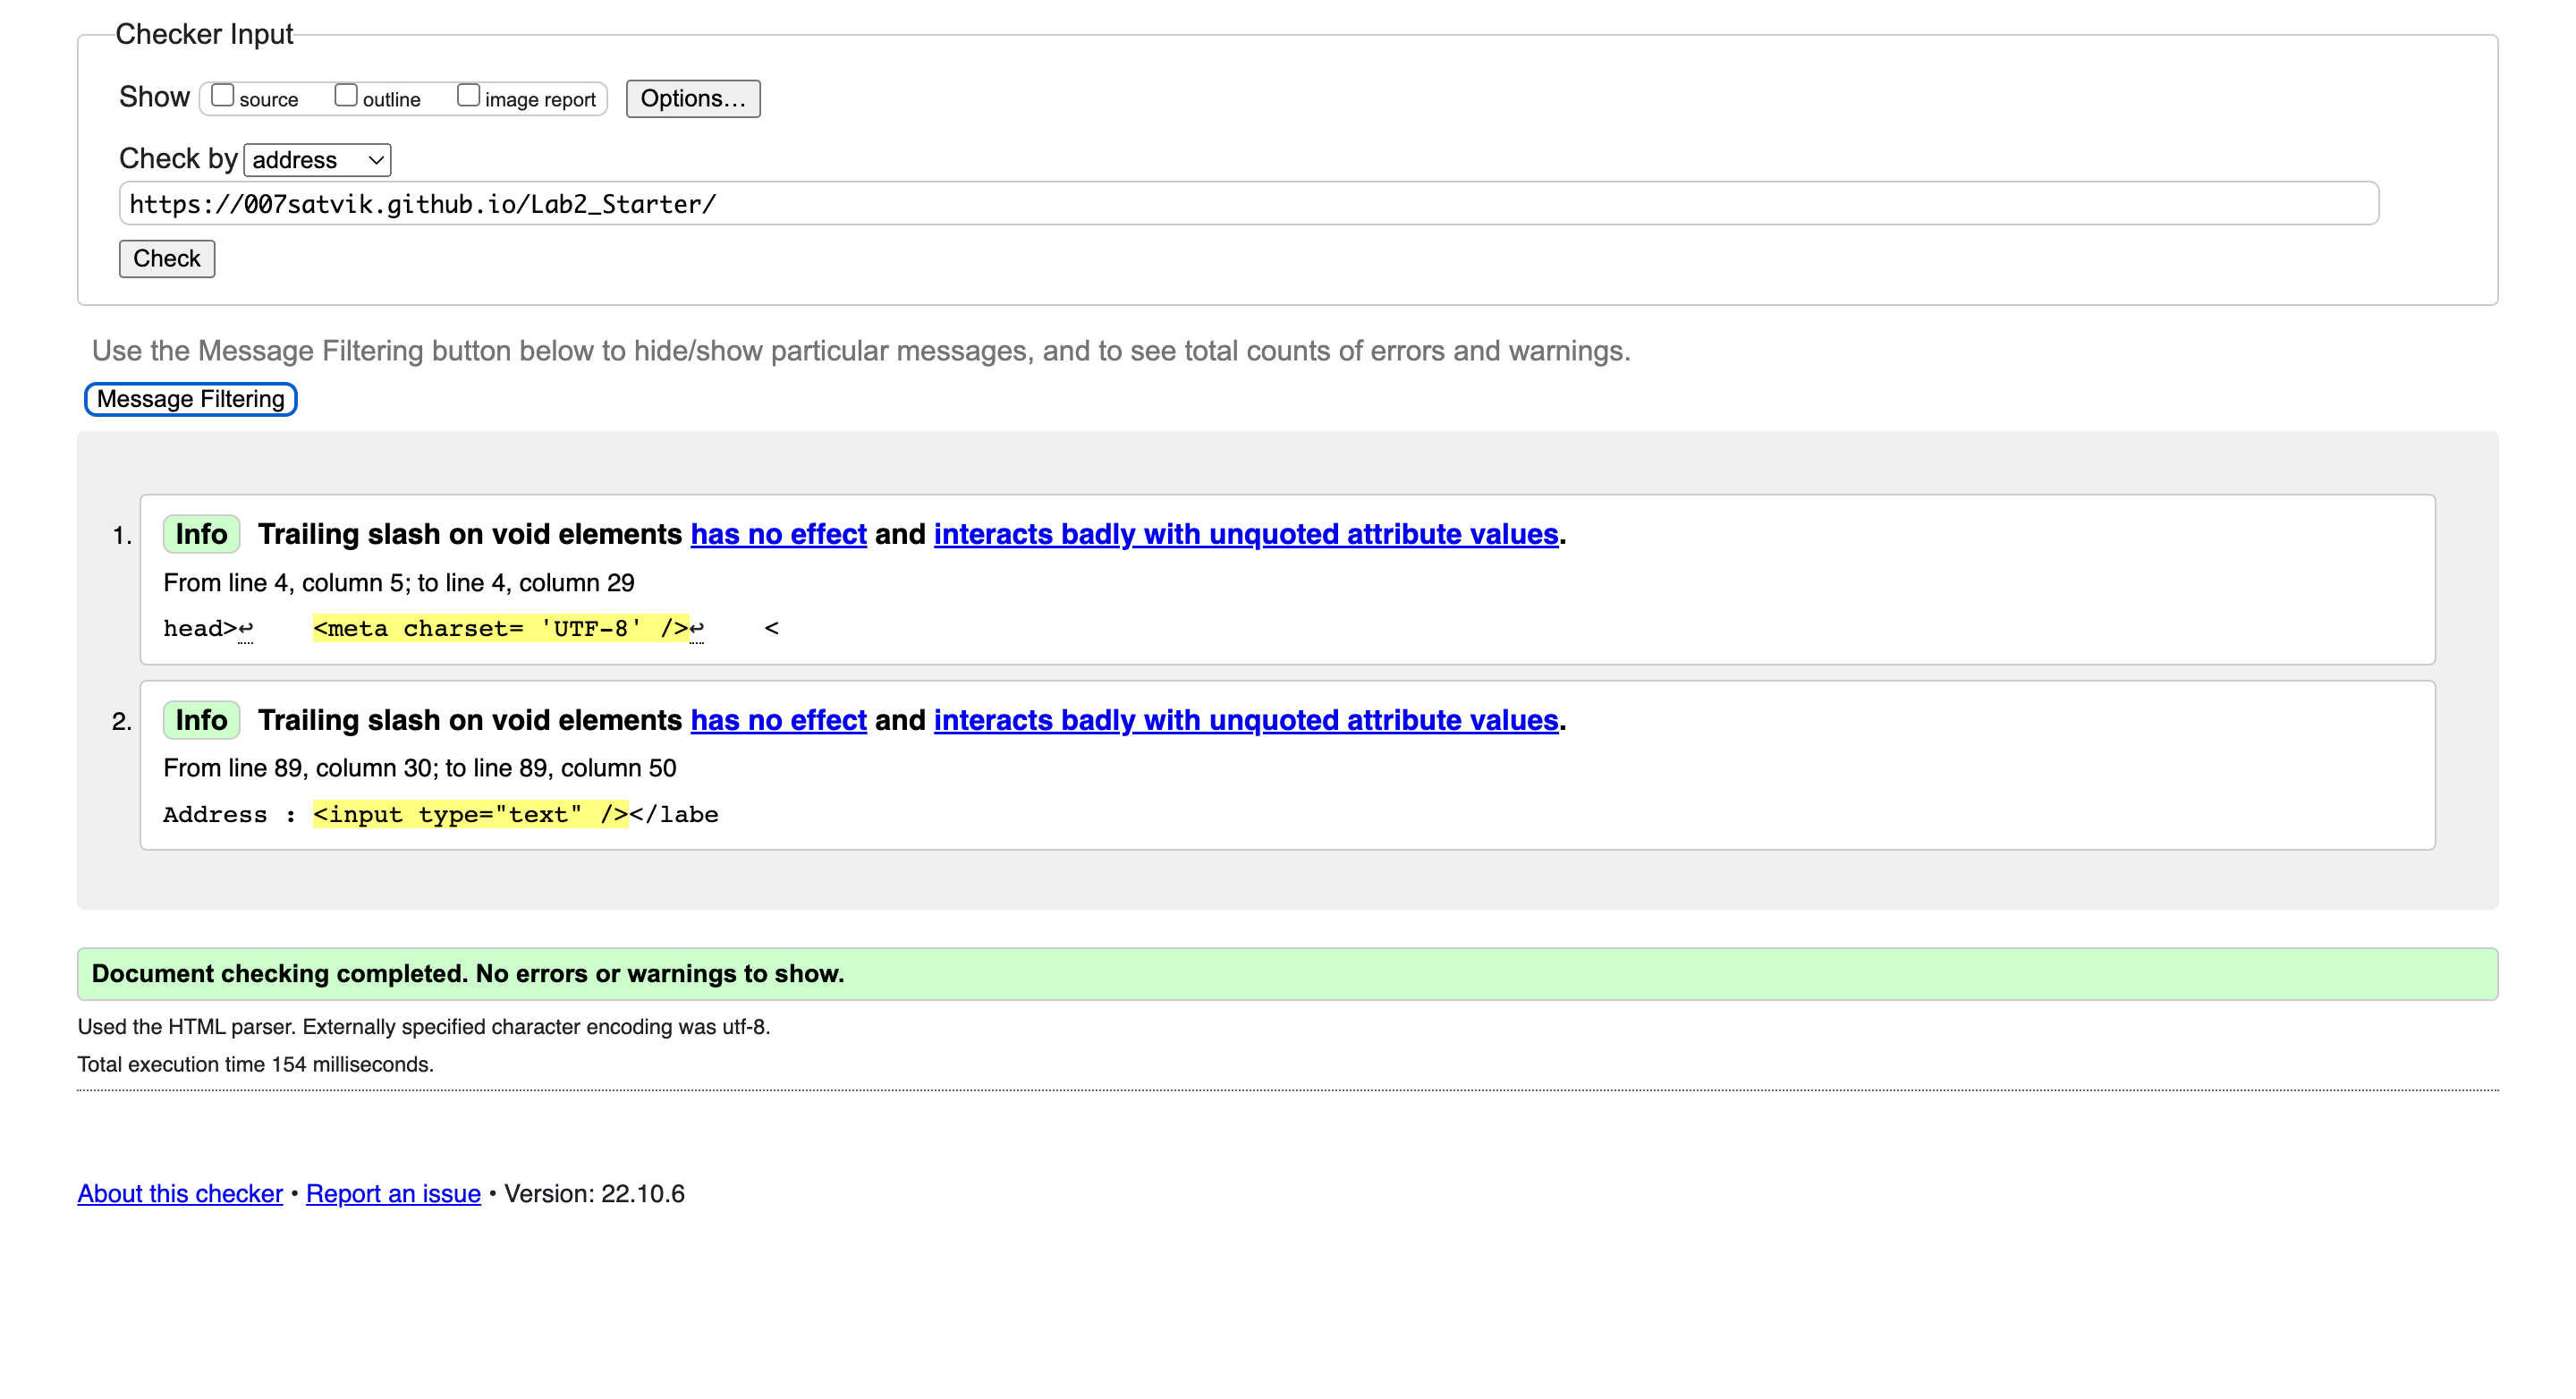 Checker Input
Show source outline image report Options...
Check by address
https://007satvik.github.io/Lab2_Starter/
Check
Use the Message Filtering button below to hide/show particular messages, and to see total counts of errors and warnings.
Message Filtering
1. Info Trailing slash on void elements has no effect and interacts badly with unquoted attribute values.
From line 4, column 5; to line 4, column 29
head>↩ <meta charset= 'UTF-8' />↩ <
2. Info Trailing slash on void elements has no effect and interacts badly with unquoted attribute values.
From line 89, column 30; to line 89, column 50
Address : <input type="text" /></labe
Document checking completed. No errors or warnings to show.
Used the HTML parser. Externally specified character encoding was utf-8.
Total execution time 154 milliseconds.
About this checker • Report an issue • Version: 22.10.6